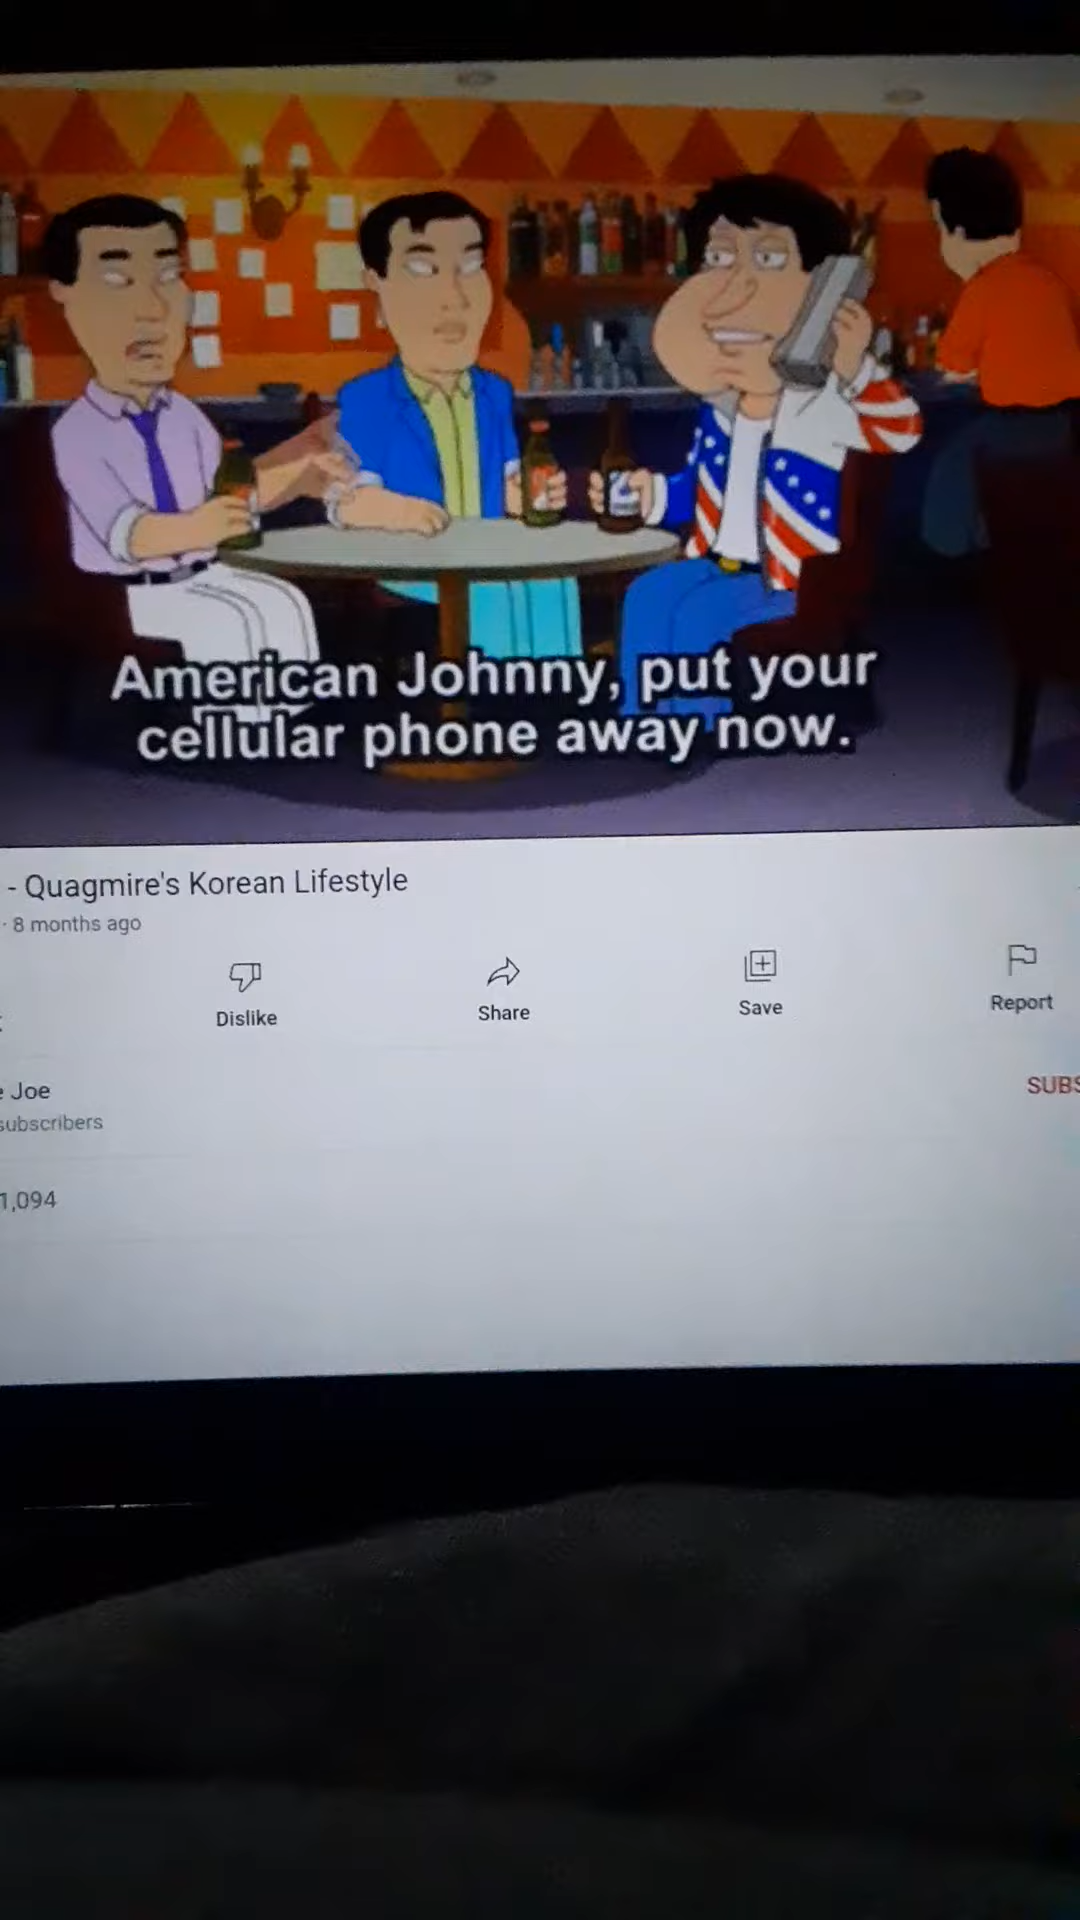 American Johnny, put your
cellular phone away now.
- Quagmire's Korean Lifestyle
· 8 months ago
Dislike
Share
Save
Report
Joe
SUBS
subscribers
1,094